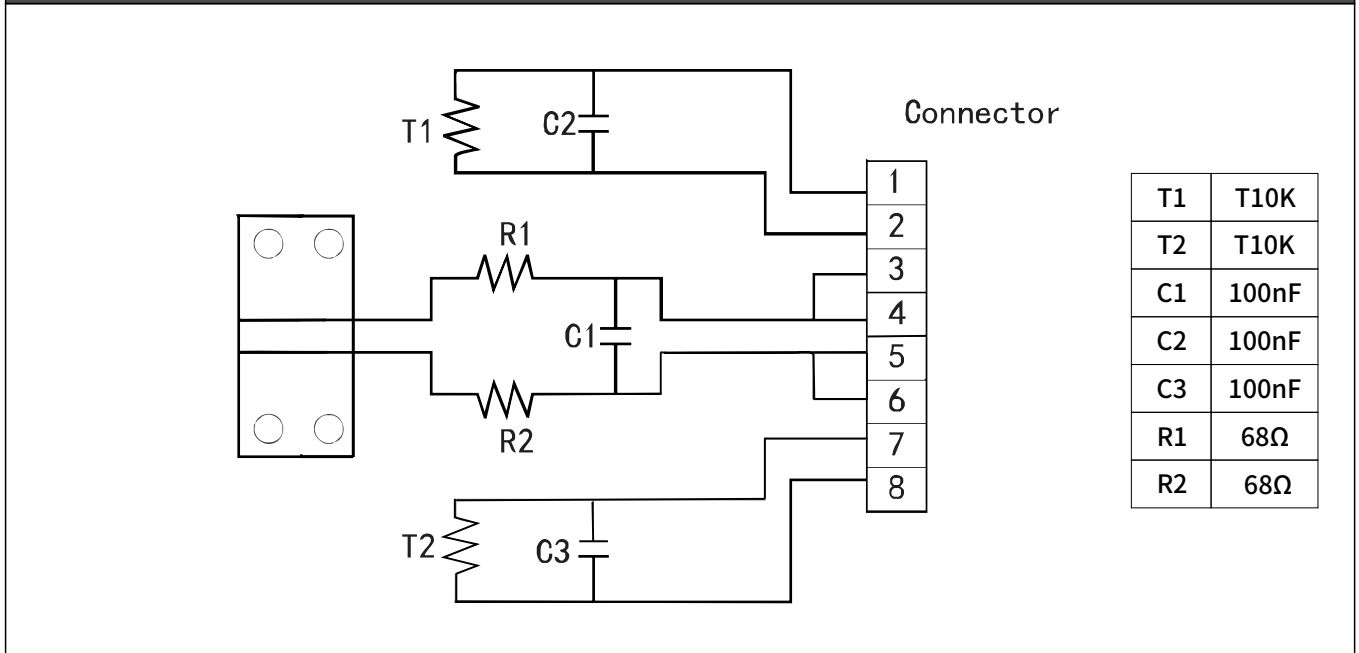 Connector
T1
C2
R1
C1
R2
T2
C3
1
2
3
4
5
6
7
8
T1 T10K
T2 T10K
C1 100nF
C2 100nF
C3 100nF
R1 68Ω
R2 68Ω